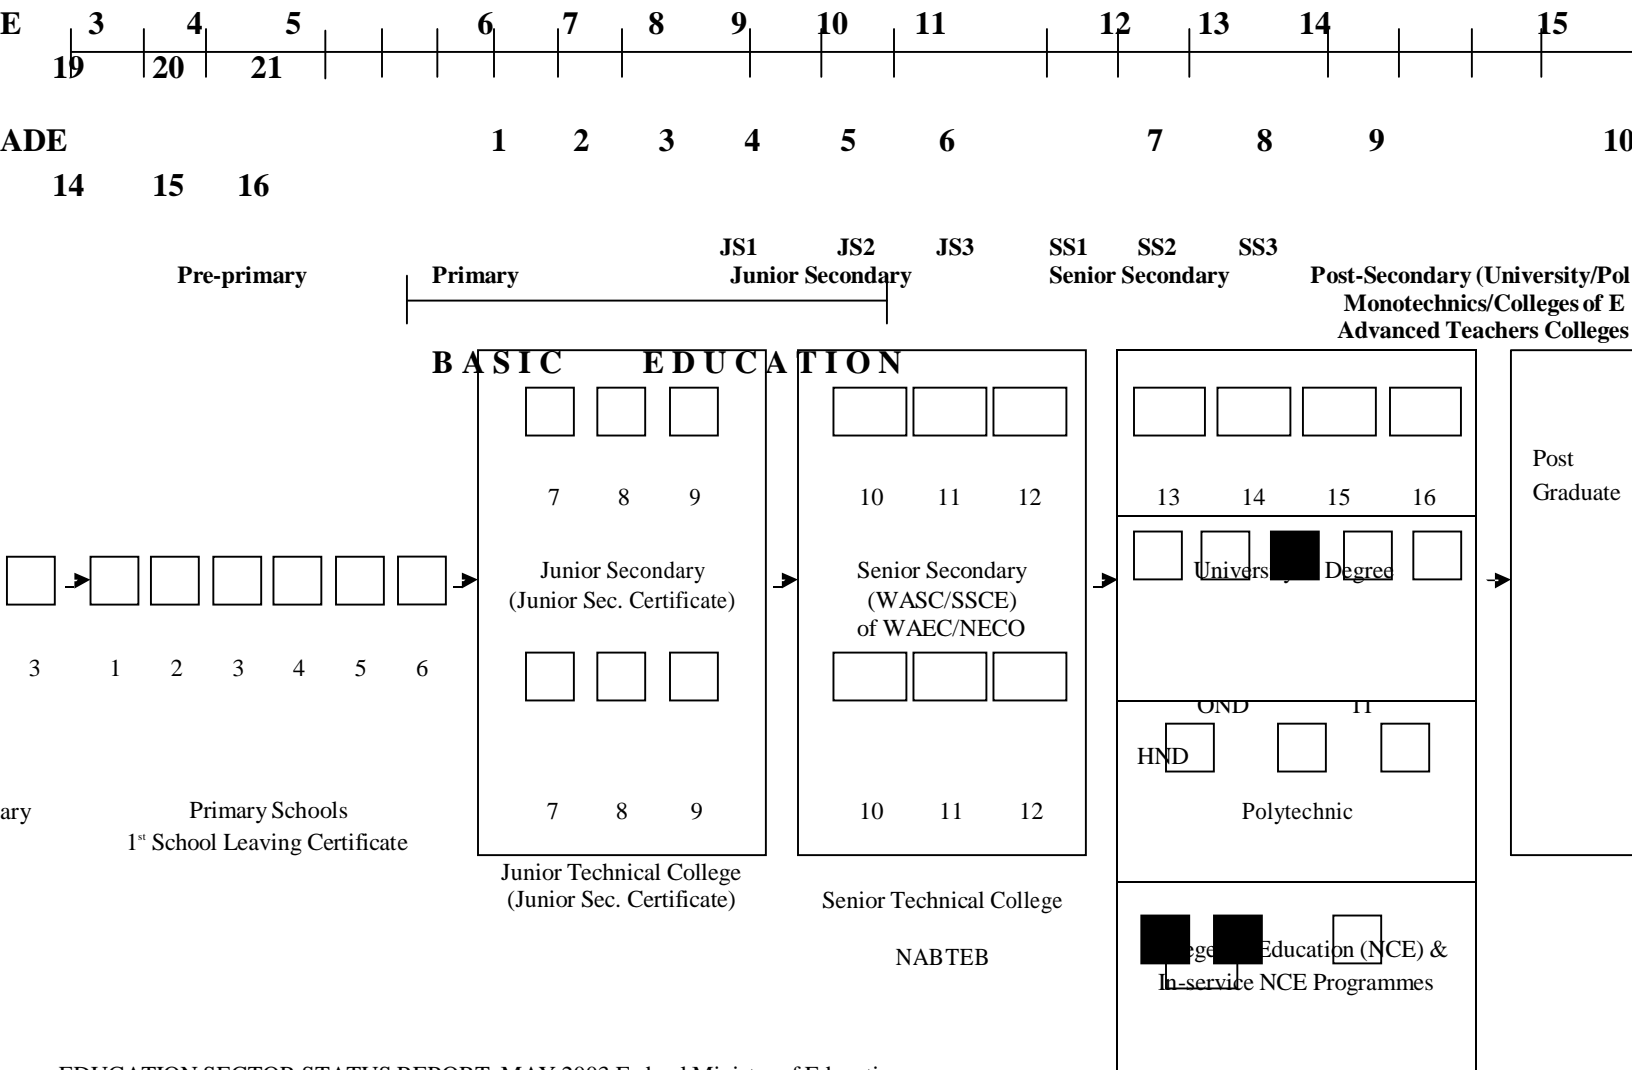 E 3 4 5 6 7 8 9 10 11 12 13 14 15
19 20 21
ADE 1 2 3 4 5 6 7 8 9 10
14 15 16
JS1 JS2 JS3 SS1 SS2 SS3
Pre-primary Primary Junior Secondary Senior Secondary Post-Secondary (University/Pol
Monotechnics/Colleges of E
Advanced Teachers Colleges
BASIC EDUCATION
Post
Graduate
7 8 9 10 11 12 13 14 15 16
Junior Secondary
(Junior Sec. Certificate)
Senior Secondary
(WASC/SSCE)
of WAEC/NECO
Degree
3 1 2 3 4 5 6
OND
HND
ary
Primary Schools
1st School Leaving Certificate
7 8 9 10 11 12
Polytechnic
Junior Technical College
(Junior Sec. Certificate)
Senior Technical College
NABTEB
Education (NCE) &
In-service NCE Programmes
EDUCATION SECTOR STATUS REPORT MAY 2003 Federal Ministry of Educati